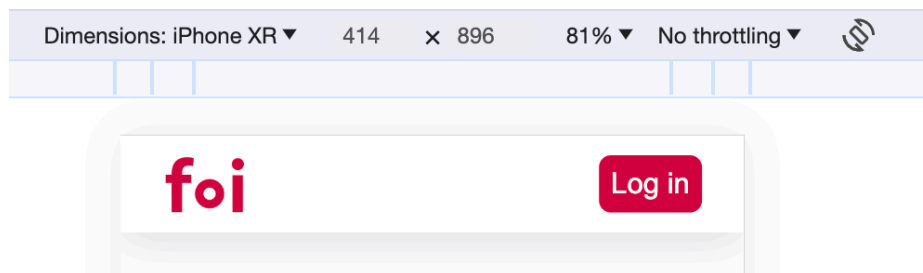 Dimensions: iPhone XR ▼ 414 × 896 81% ▼ No throttling ▼
foi Log in